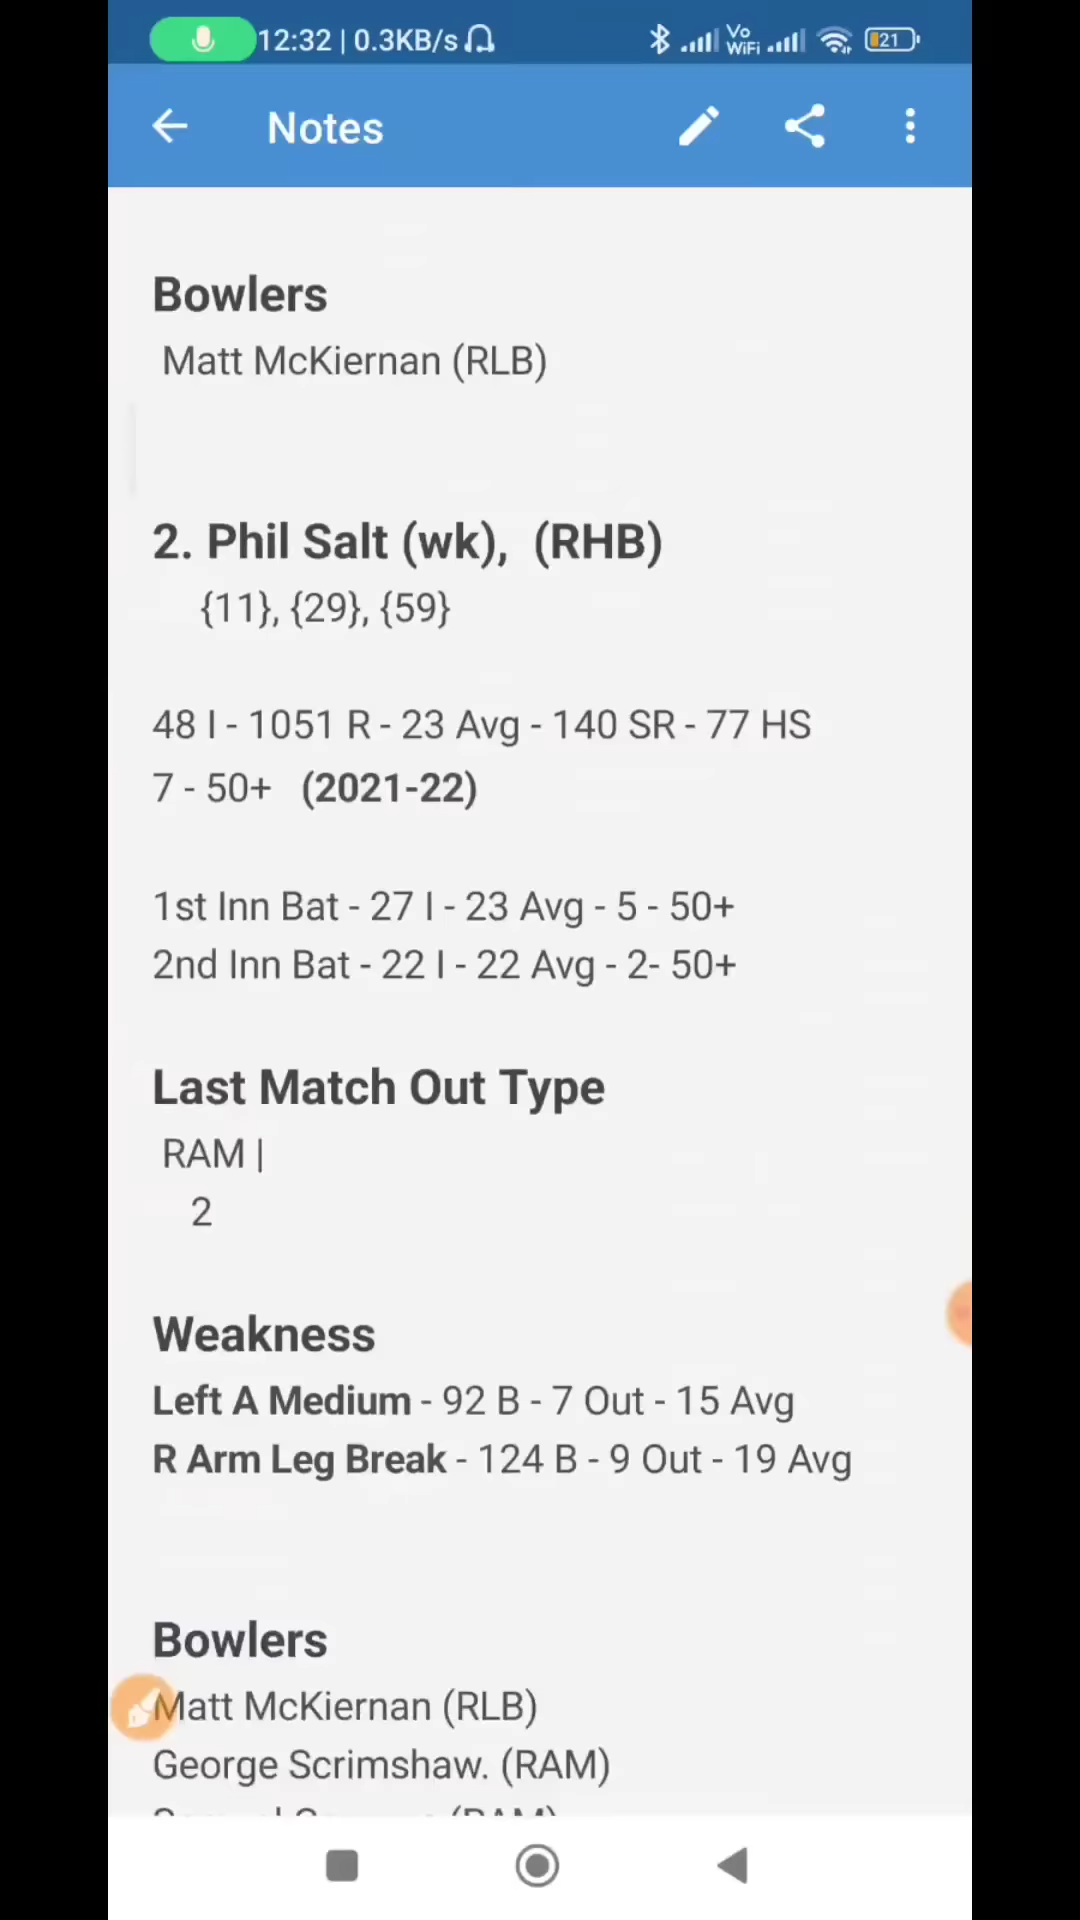 12:32 | 0.3KB/s Vo WiFi 21
Notes
Bowlers
Matt McKiernan (RLB)
2. Phil Salt (wk), (RHB)
{11}, {29}, {59}
48 I - 1051 R - 23 Avg - 140 SR - 77 HS
7 - 50+ (2021-22)
1st Inn Bat - 27 I - 23 Avg - 5 - 50+
2nd Inn Bat - 22 I - 22 Avg - 2- 50+
Last Match Out Type
RAM |
2
Weakness
Left A Medium - 92 B - 7 Out - 15 Avg
R Arm Leg Break - 124 B - 9 Out - 19 Avg
Bowlers
Matt McKiernan (RLB)
George Scrimshaw. (RAM)